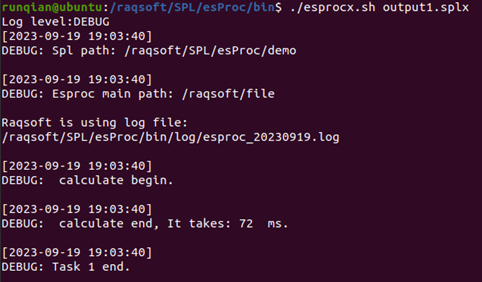 runqian@ubuntu:/raqsoft/SPL/esProc/bin$ ./esprocx.sh output1.splx
Log level:DEBUG
[2023-09-19 19:03:40]
DEBUG: Spl path: /raqsoft/SPL/esProc/demo
[2023-09-19 19:03:40]
DEBUG: Esproc main path: /raqsoft/file
Raqsoft is using log file:
/raqsoft/SPL/esProc/bin/log/esproc_20230919.log
[2023-09-19 19:03:40]
DEBUG:  calculate begin.
[2023-09-19 19:03:40]
DEBUG:  calculate end, It takes: 72  ms.
[2023-09-19 19:03:40]
DEBUG: Task 1 end.